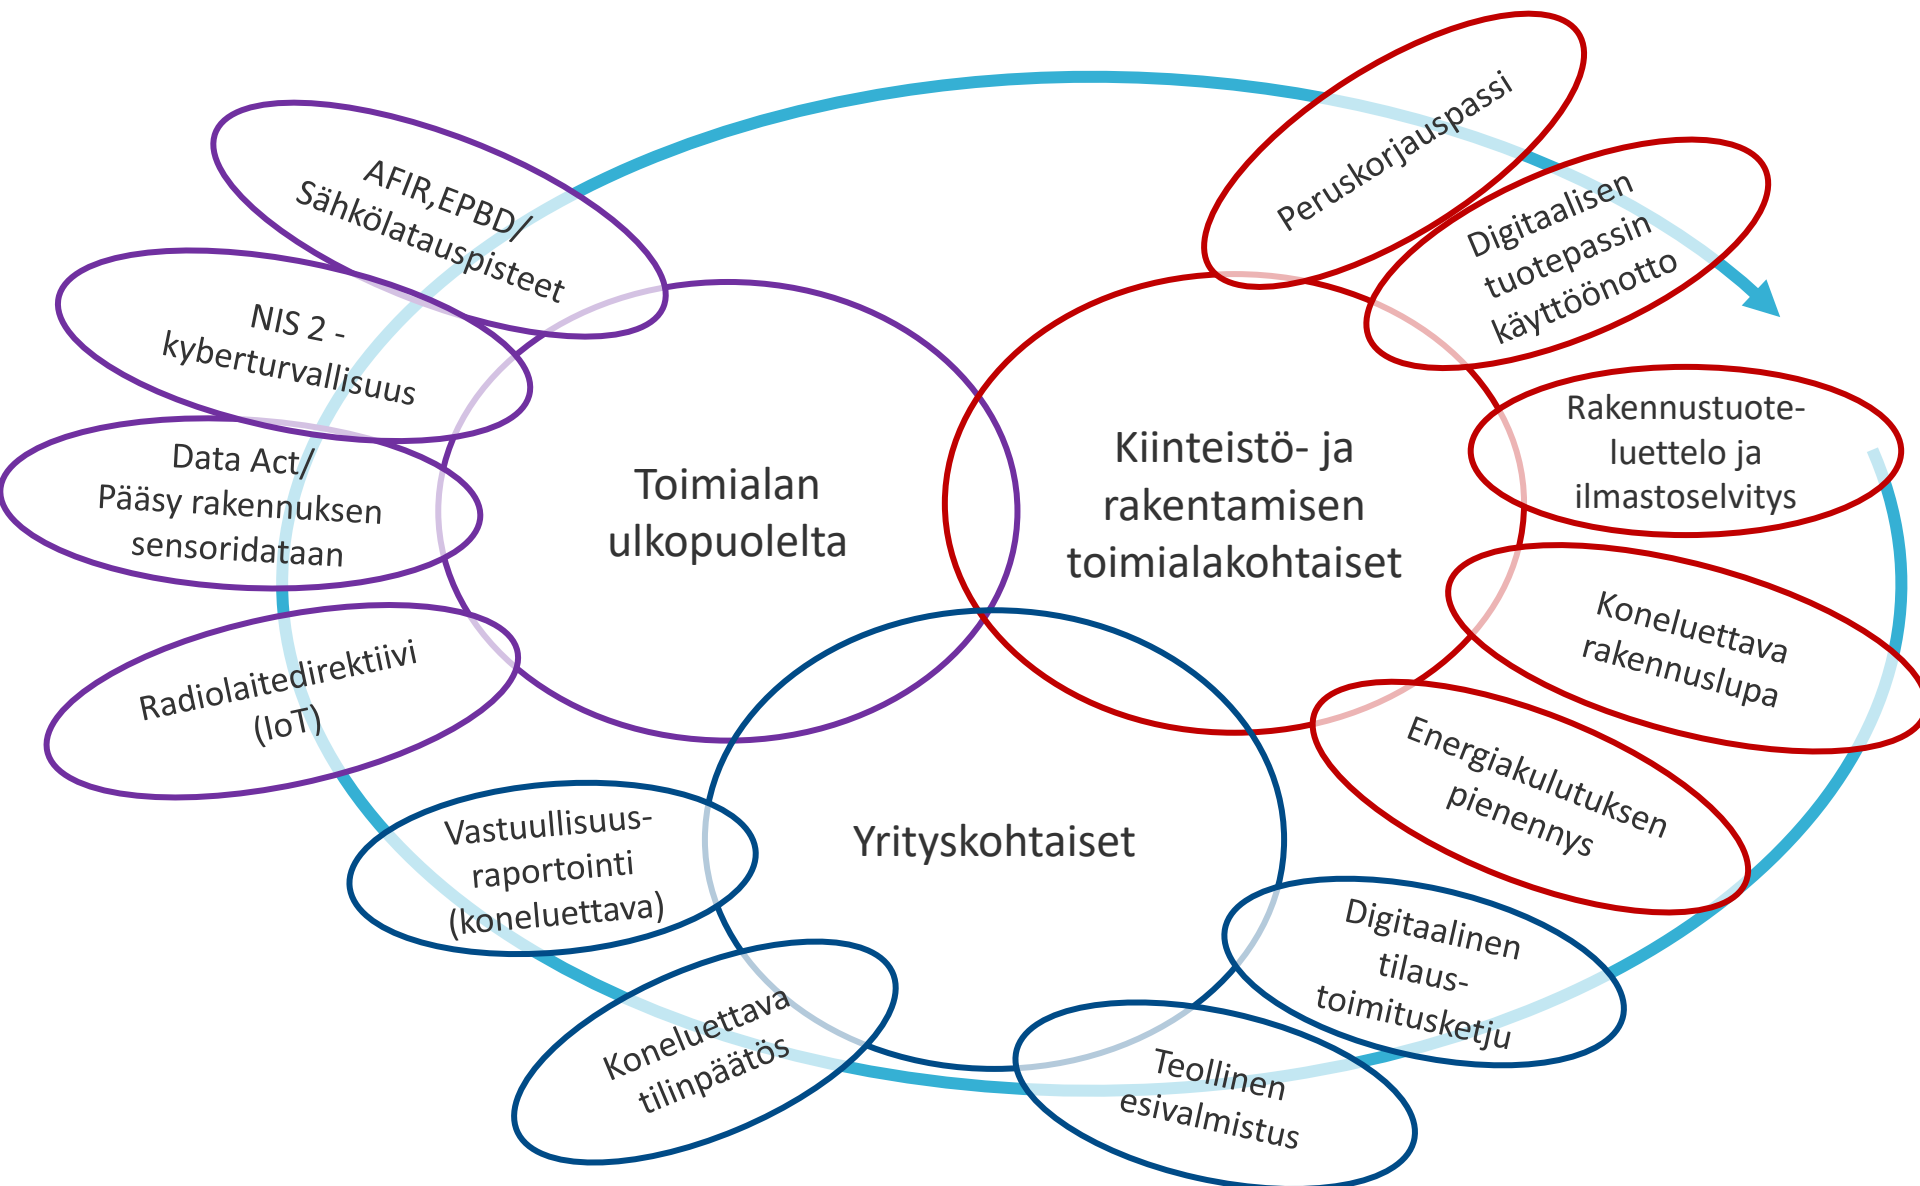 Peruskorjauspassi
Digitaalisen
tuotepassin
käyttöönotto
Rakennustuote-
luettelo ja
ilmastoselvitys
Koneluettava
rakennuslupa
Energiakulutuksen
pienennys
Digitaalinen
tilaus-
toimitusketju
Teollinen
esivalmistus
Koneluettava
tilinpäätös
Vastuullisuus-
raportointi
(koneluettava)
Radiolaitedirektiivi
(IoT)
Data Act/
Pääsy rakennuksen
sensoridataan
NIS 2 -
kyberturvallisuus
AFIR,EPBD/
Sähkölatauspisteet
Toimialan
ulkopuolelta
Kiinteistö- ja
rakentamisen
toimialakohtaiset
Yrityskohtaiset